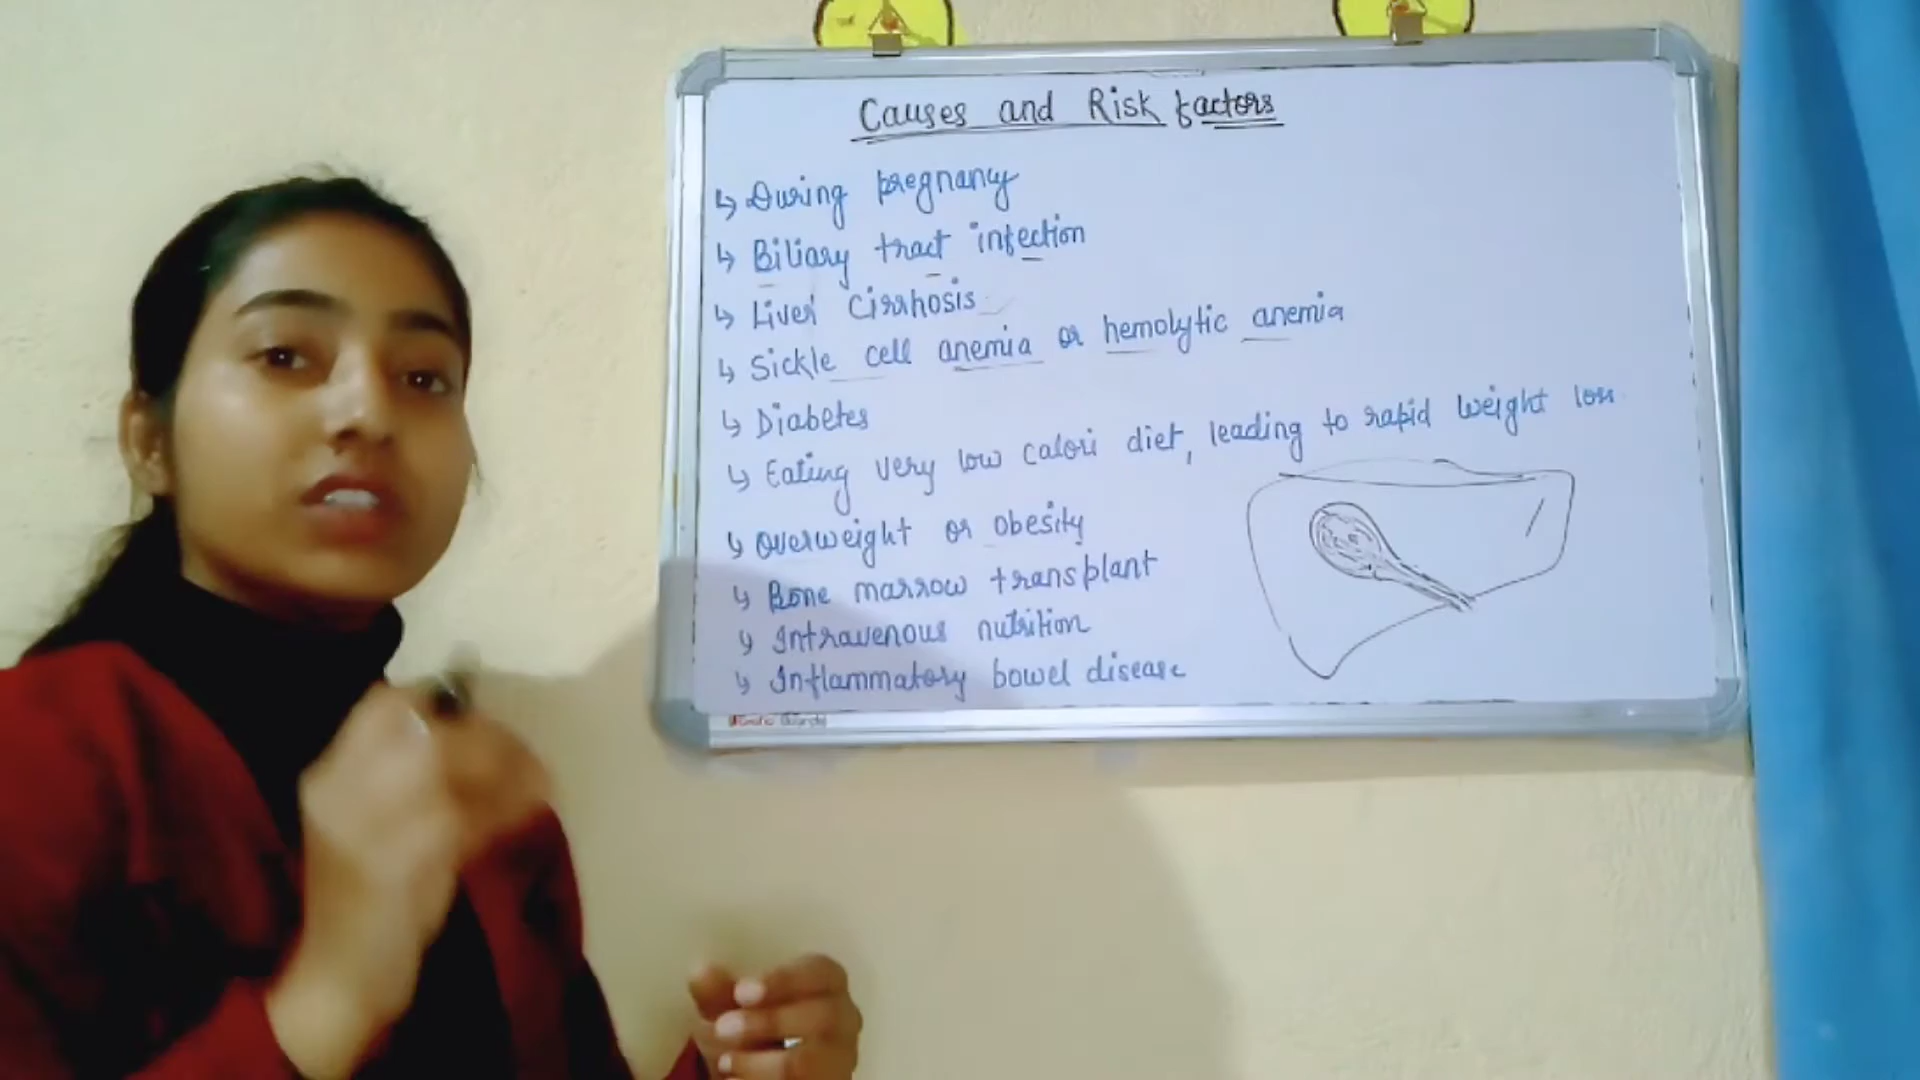 Causes and Risk factors
↳ During pregnancy
↳ Biliary tract infection
↳ Liver Cirrhosis
↳ Sickle cell anemia or hemolytic anemia
↳ Diabetes
↳ Eating very low calori diet, leading to rapid weight loss
↳ overweight or obesity
↳ Bone marrow transplant
↳ Intravenous nutrition
↳ Inflammatory bowel disease